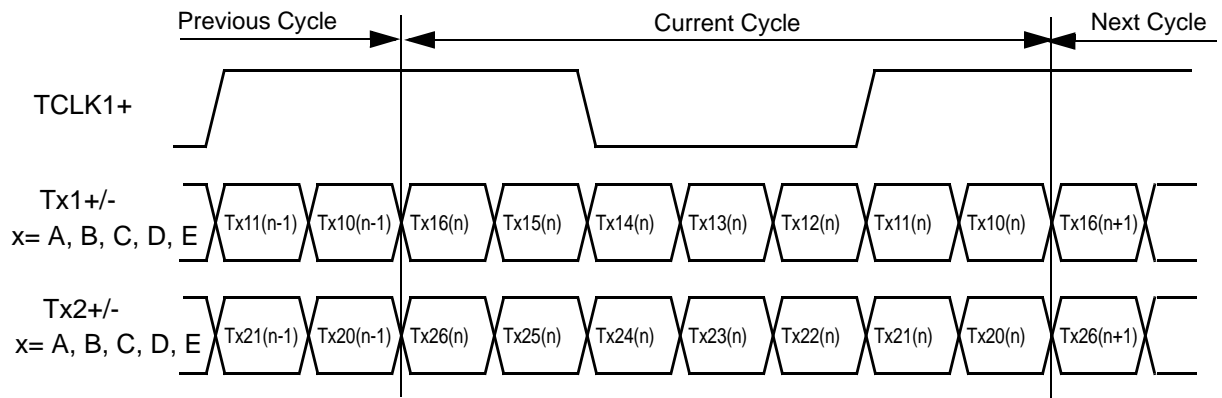 Previous Cycle Current Cycle Next Cycle
TCLK1+
Tx1+/-
x= A, B, C, D, E
Tx11(n-1) Tx10(n-1) Tx16(n) Tx15(n) Tx14(n) Tx13(n) Tx12(n) Tx11(n) Tx10(n) Tx16(n+1)
Tx2+/-
x= A, B, C, D, E
Tx21(n-1) Tx20(n-1) Tx26(n) Tx25(n) Tx24(n) Tx23(n) Tx22(n) Tx21(n) Tx20(n) Tx26(n+1)